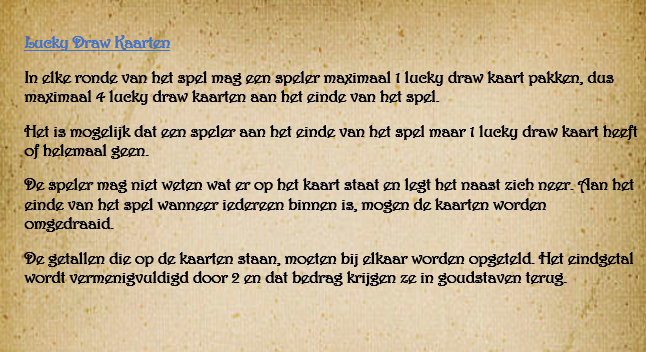 Lucky Draw Kaarten
In elke ronde van het spel mag een speler maximaal 1 lucky draw kaart pakken, dus
maximaal 4 lucky draw kaarten aan het einde van het spel.
Het is mogelijk dat een speler aan het einde van het spel maar 1 lucky draw kaart heeft
of helemaal geen.
De speler mag niet weten wat er op het kaart staat en legt het naast zich neer. Aan het
einde van het spel wanneer iedereen binnen is, mogen de kaarten worden
omgedraaid.
De getallen die op de kaarten staan, moeten bij elkaar worden opgeteld. Het eindgetal
wordt vermenigvuldigd door 2 en dat bedrag krijgen ze in goudstaven terug.